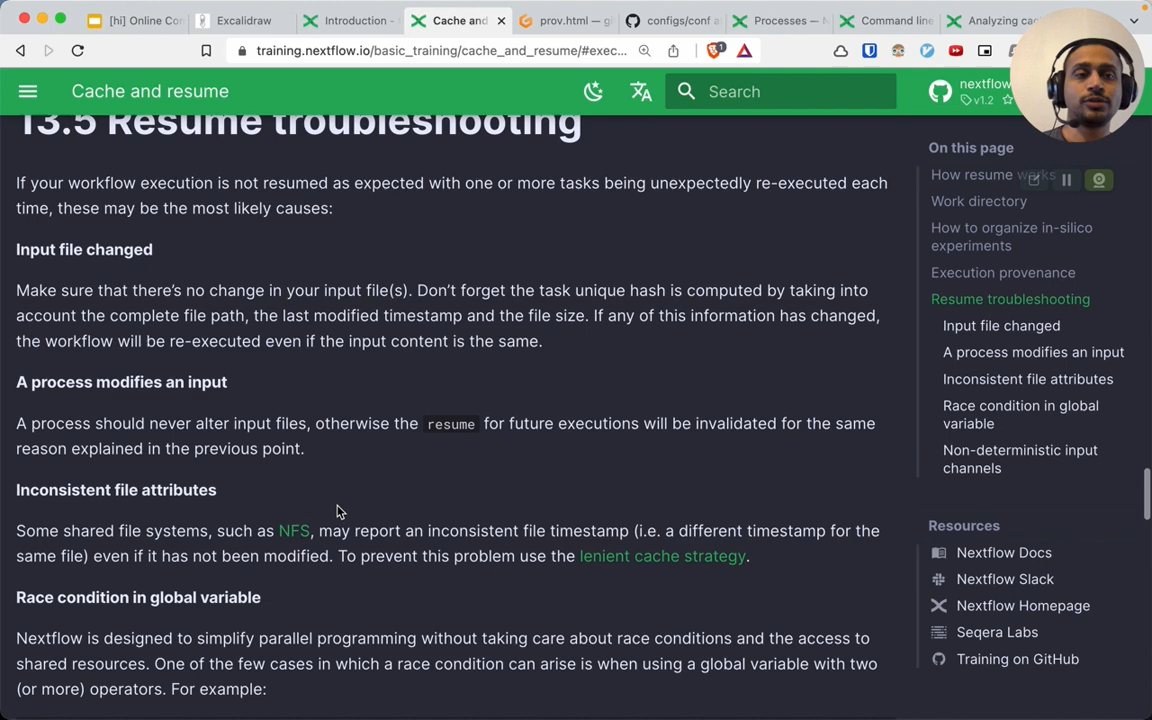 [hi] Online Con
Excalidraw
Introduction -
Cache and
prov.html — gi
configs/conf at
Processes — N
Command line
Analyzing cac
training.nextflow.io/basic_training/cache_and_resume/#exec...
1
Cache and resume
Search
nextflow
v1.2
13.5 Resume troubleshooting
If your workflow execution is not resumed as expected with one or more tasks being unexpectedly re-executed each
time, these may be the most likely causes:
Input file changed
Make sure that there's no change in your input file(s). Don't forget the task unique hash is computed by taking into
account the complete file path, the last modified timestamp and the file size. If any of this information has changed,
the workflow will be re-executed even if the input content is the same.
A process modifies an input
A process should never alter input files, otherwise the resume for future executions will be invalidated for the same
reason explained in the previous point.
Inconsistent file attributes
Some shared file systems, such as NFS, may report an inconsistent file timestamp (i.e. a different timestamp for the
same file) even if it has not been modified. To prevent this problem use the lenient cache strategy.
Race condition in global variable
Nextflow is designed to simplify parallel programming without taking care about race conditions and the access to
shared resources. One of the few cases in which a race condition can arise is when using a global variable with two
(or more) operators. For example:
On this page
How resume works
Work directory
How to organize in-silico
experiments
Execution provenance
Resume troubleshooting
Input file changed
A process modifies an input
Inconsistent file attributes
Race condition in global
variable
Non-deterministic input
channels
Resources
Nextflow Docs
Nextflow Slack
Nextflow Homepage
Seqera Labs
Training on GitHub